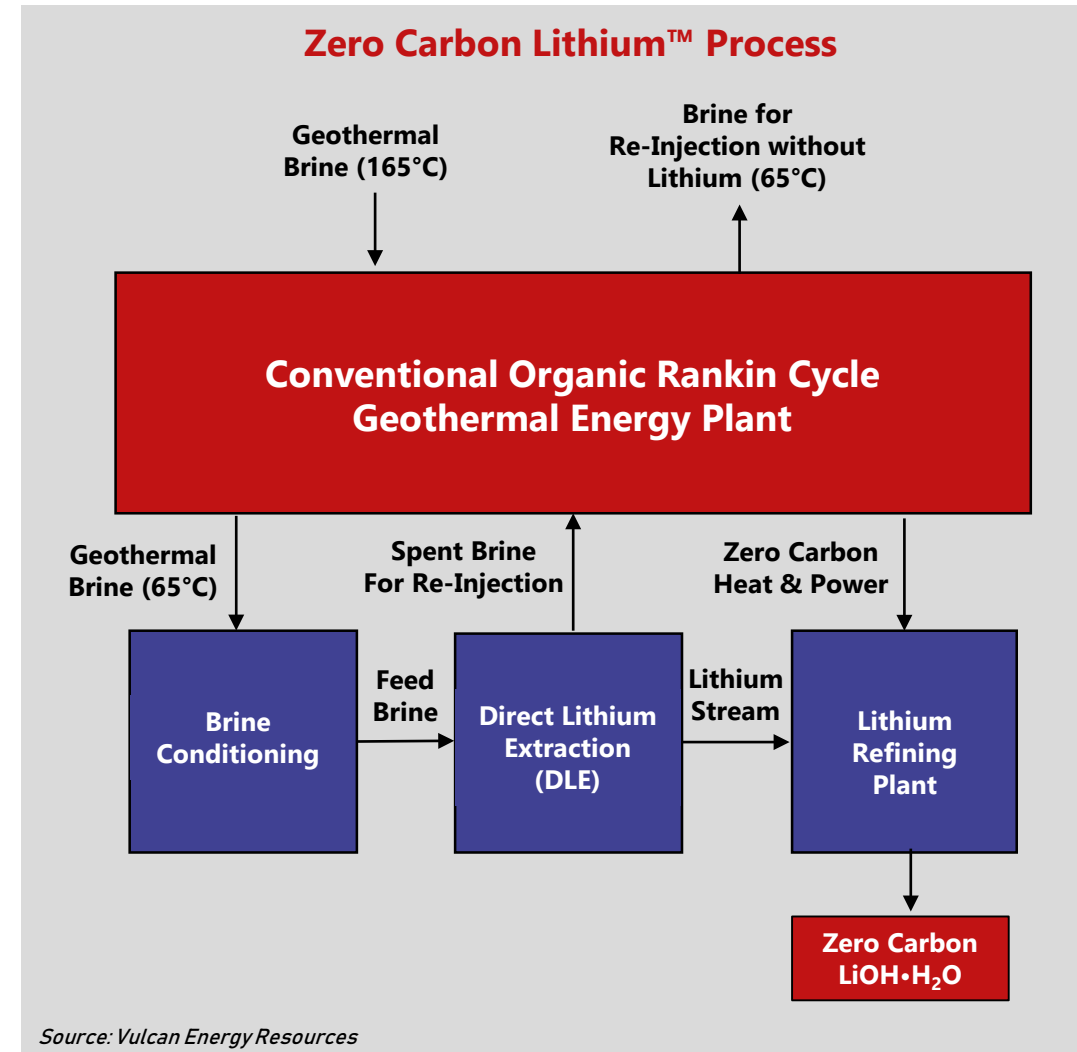 Zero Carbon Lithium™ Process
Geothermal
Brine (165°C)
Brine for
Re-Injection without
Lithium (65°C)
Conventional Organic Rankin Cycle
Geothermal Energy Plant
Geothermal
Brine (65°C)
Spent Brine
For Re-Injection
Zero Carbon
Heat & Power
Brine
Conditioning
Feed
Brine
Direct Lithium
Extraction
(DLE)
Lithium
Stream
Lithium
Refining
Plant
Zero Carbon
LiOH•H₂O
Source: Vulcan Energy Resources